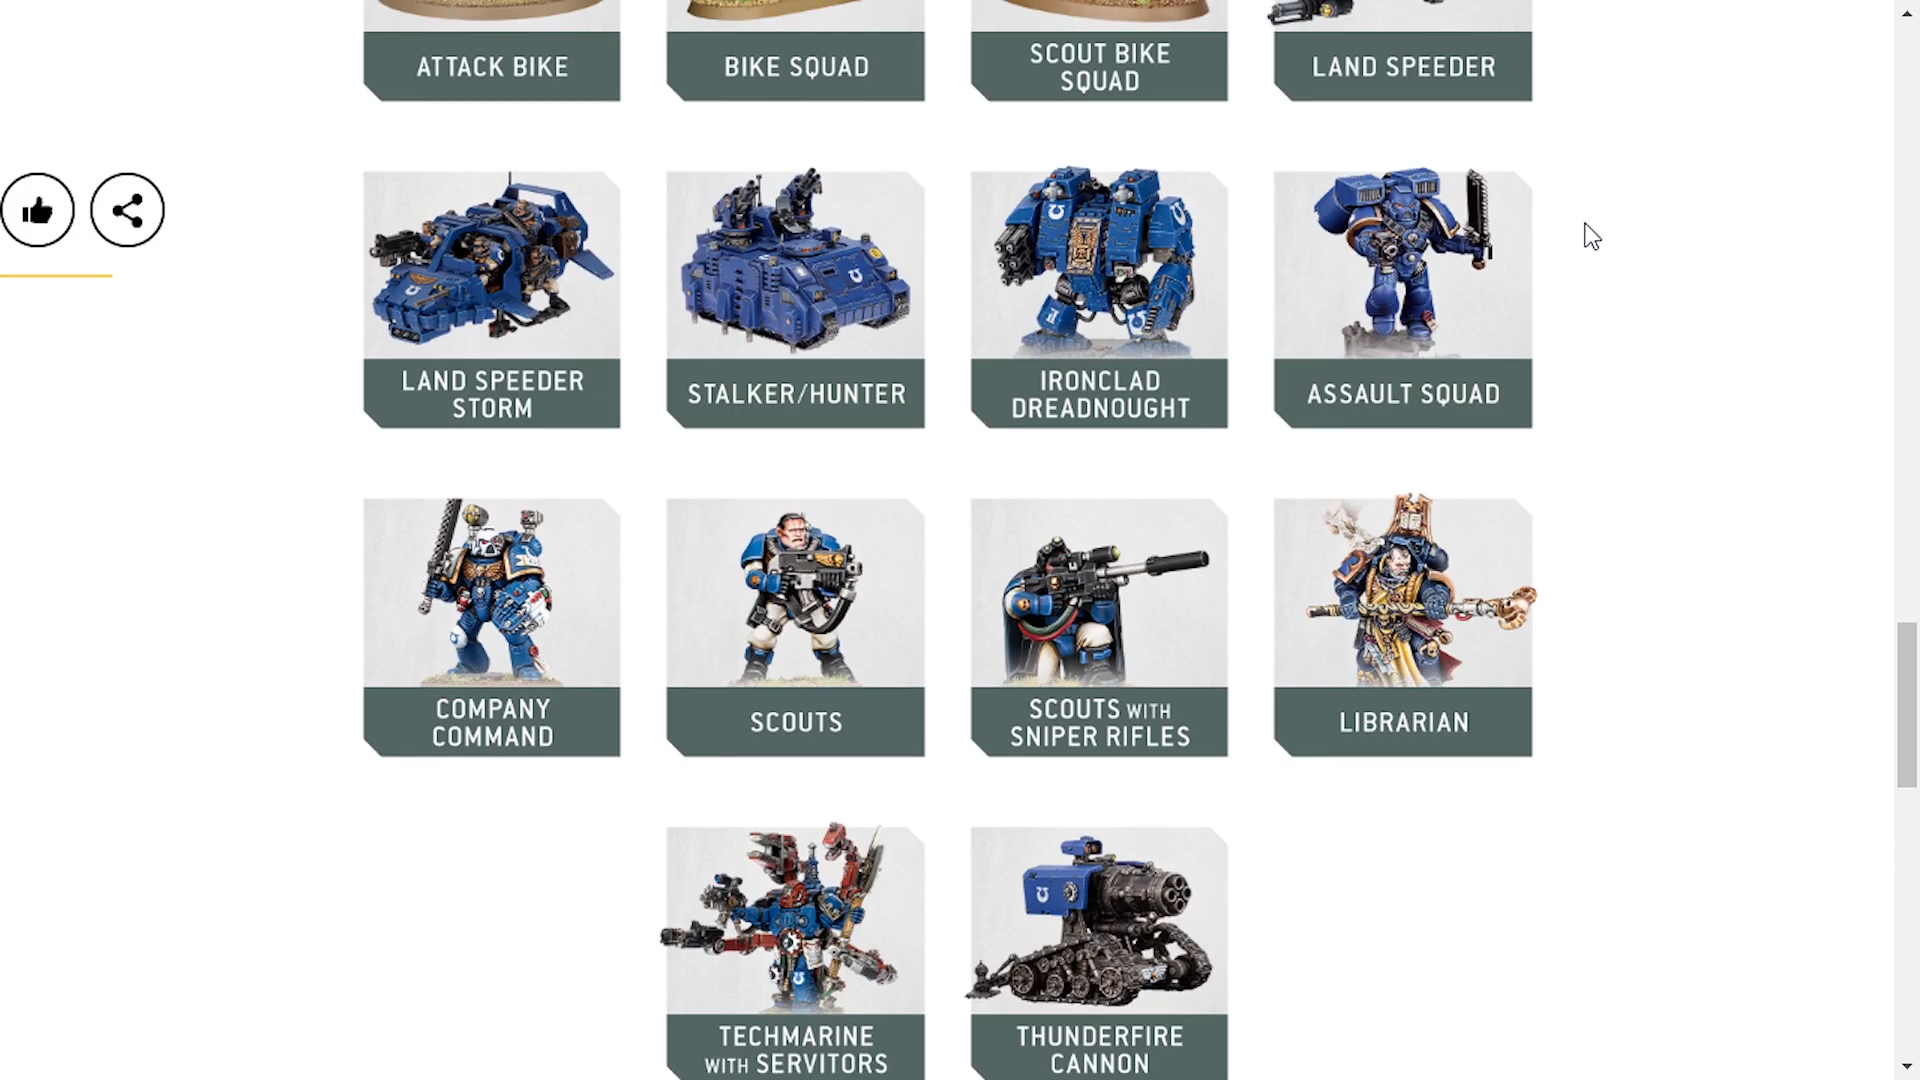 ATTACK BIKE
BIKE SQUAD
SCOUT BIKE
SQUAD
LAND SPEEDER
LAND SPEEDER
STORM
STALKER/HUNTER
IRONCLAD
DREADNOUGHT
ASSAULT SQUAD
COMPANY
COMMAND
SCOUTS
SCOUTS WITH
SNIPER RIFLES
LIBRARIAN
TECHMARINE
WITH SERVITORS
THUNDERFIRE
CANNON